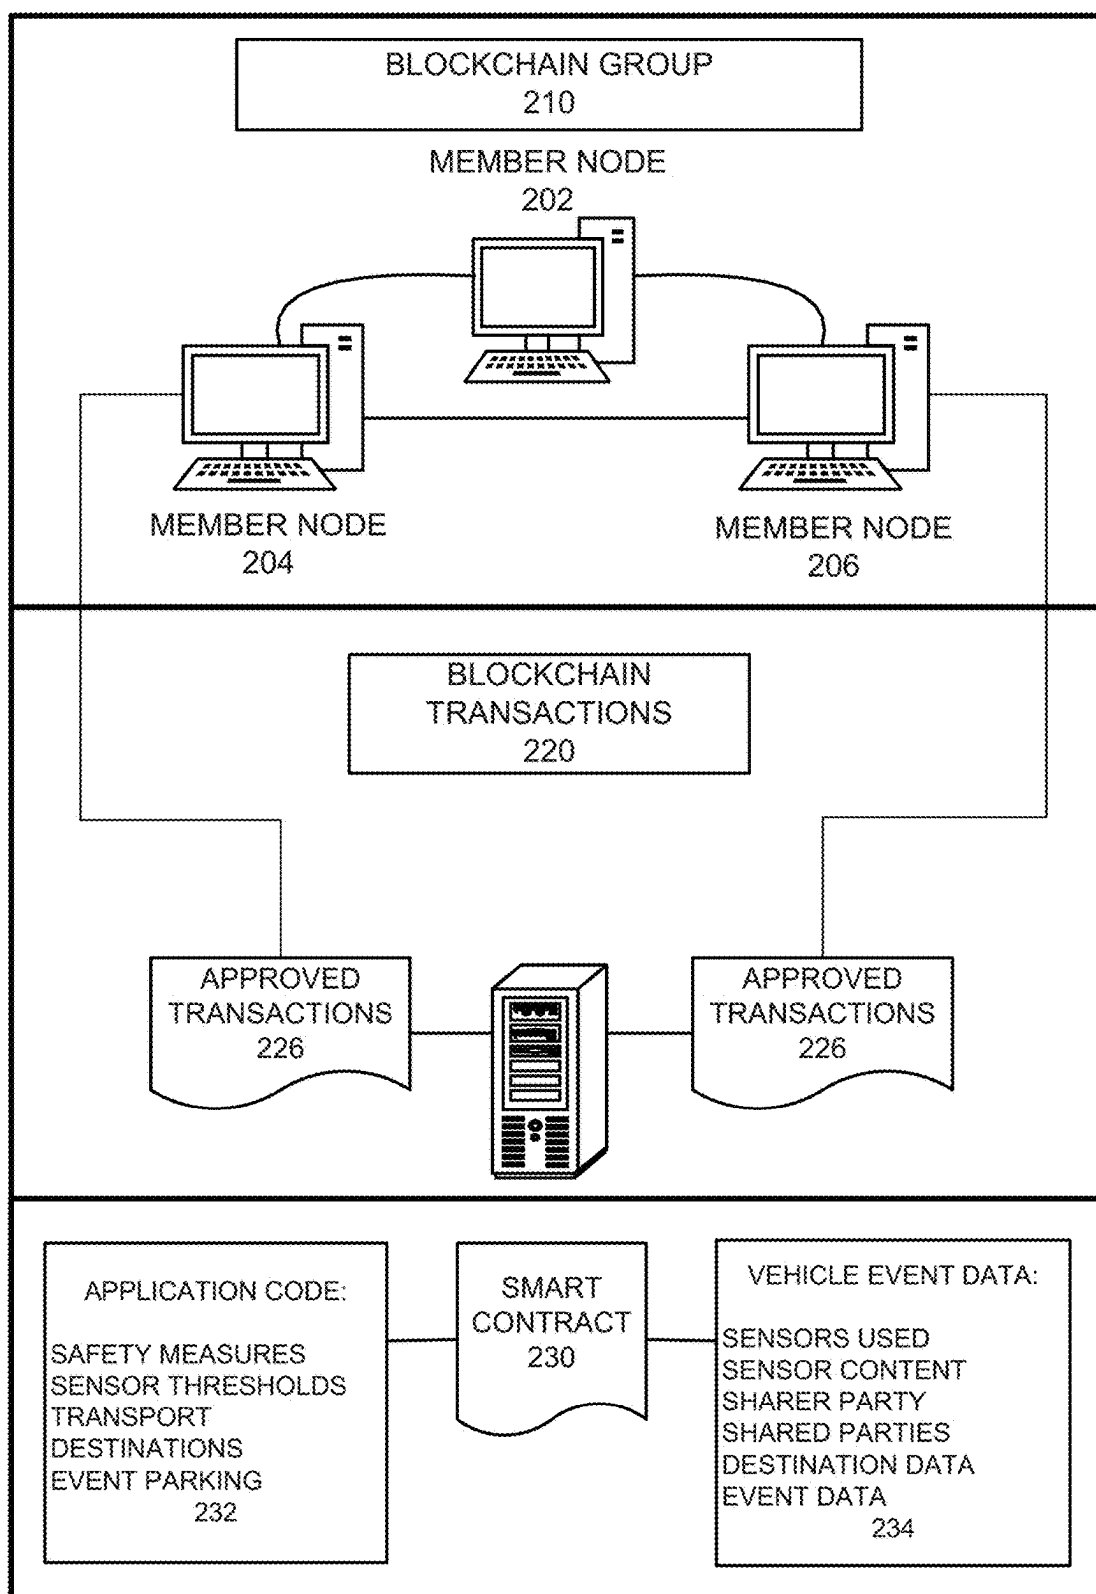 BLOCKCHAIN GROUP
210
MEMBER NODE
202
MEMBER NODE
204
MEMBER NODE
206
BLOCKCHAIN
TRANSACTIONS
220
APPROVED
TRANSACTIONS
226
APPROVED
TRANSACTIONS
226
APPLICATION CODE:
SAFETY MEASURES
SENSOR THRESHOLDS
TRANSPORT
DESTINATIONS
EVENT PARKING
232
SMART
CONTRACT
230
VEHICLE EVENT DATA:
SENSORS USED
SENSOR CONTENT
SHARER PARTY
SHARED PARTIES
DESTINATION DATA
EVENT DATA
234